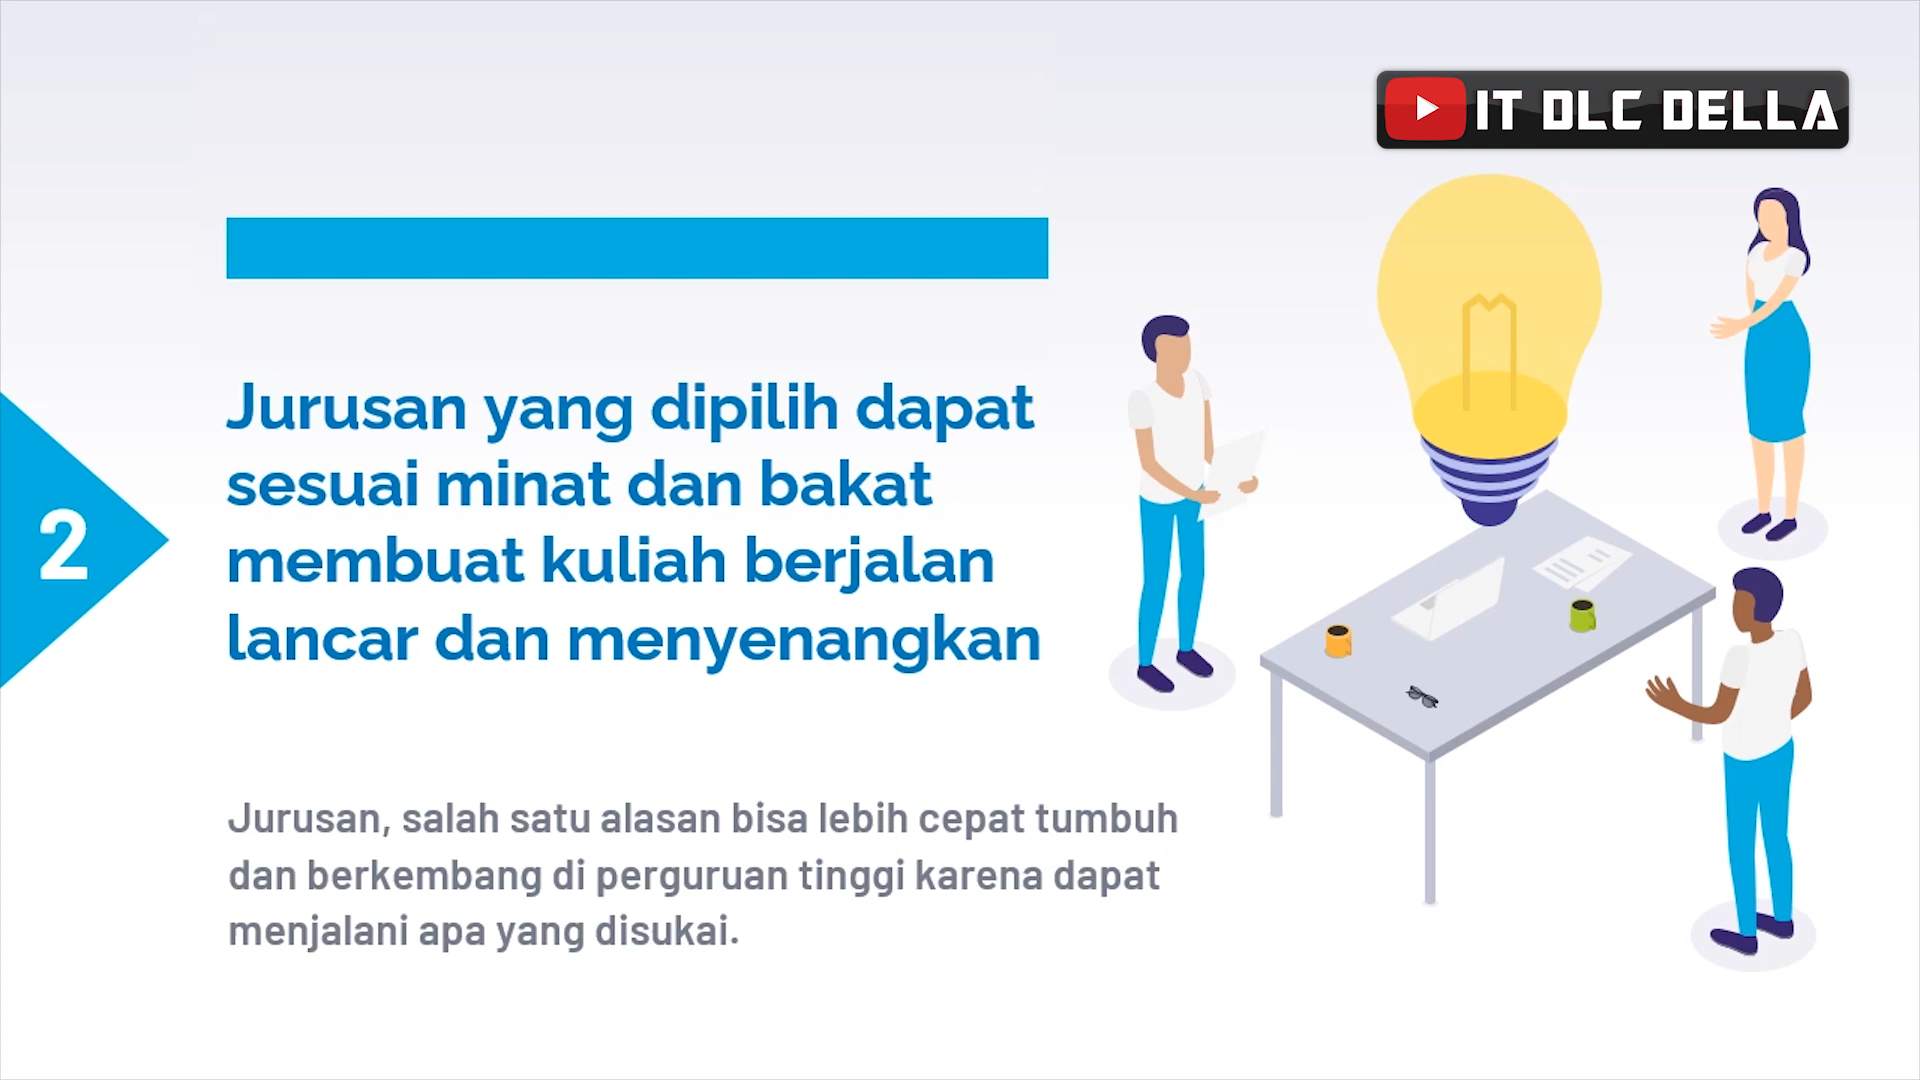 IT DLC DELLA
Jurusan yang dipilih dapat
sesuai minat dan bakat
membuat kuliah berjalan
lancar dan menyenangkan
2
Jurusan, salah satu alasan bisa lebih cepat tumbuh
dan berkembang di perguruan tinggi karena dapat
menjalani apa yang disukai.